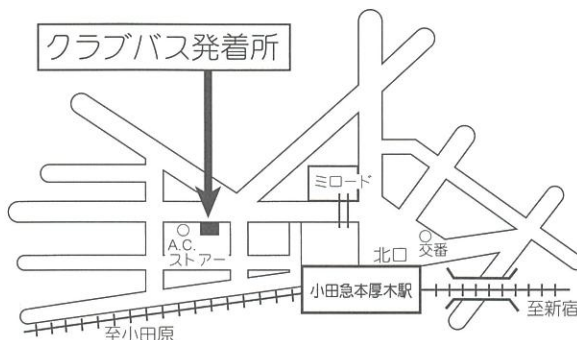 クラブバス発着所
ミロード
A.C.
ストアー
北口
交番
小田急本厚木駅
至新宿
至小田原